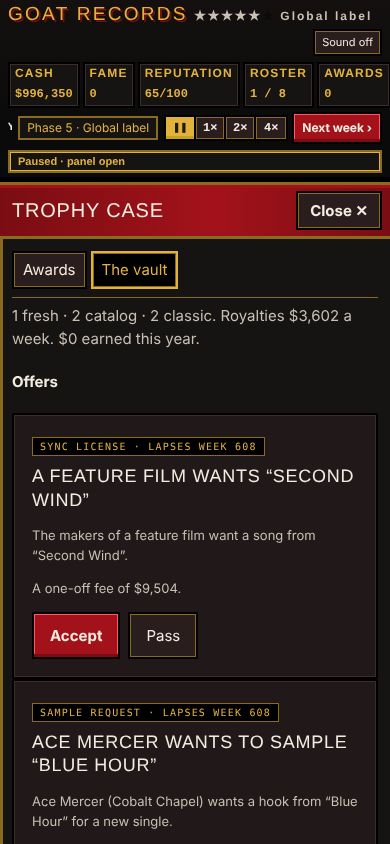 GOAT RECORDS ★★★★★ Global label
Sound off
CASH FAME REPUTATION ROSTER AWARDS
$996,350 0 65/100 1 / 8 0
Phase 5 · Global label 1× 2× 4× Next week ›
Paused · panel open
TROPHY CASE Close ✕
Awards The vault
1 fresh · 2 catalog · 2 classic. Royalties $3,602 a
week. $0 earned this year.
Offers
SYNC LICENSE · LAPSES WEEK 608
A FEATURE FILM WANTS “SECOND
WIND”
The makers of a feature film want a song from
“Second Wind”.
A one-off fee of $9,504.
Accept Pass
SAMPLE REQUEST · LAPSES WEEK 608
ACE MERCER WANTS TO SAMPLE
“BLUE HOUR”
Ace Mercer (Cobalt Chapel) wants a hook from “Blue
Hour” for a new single.